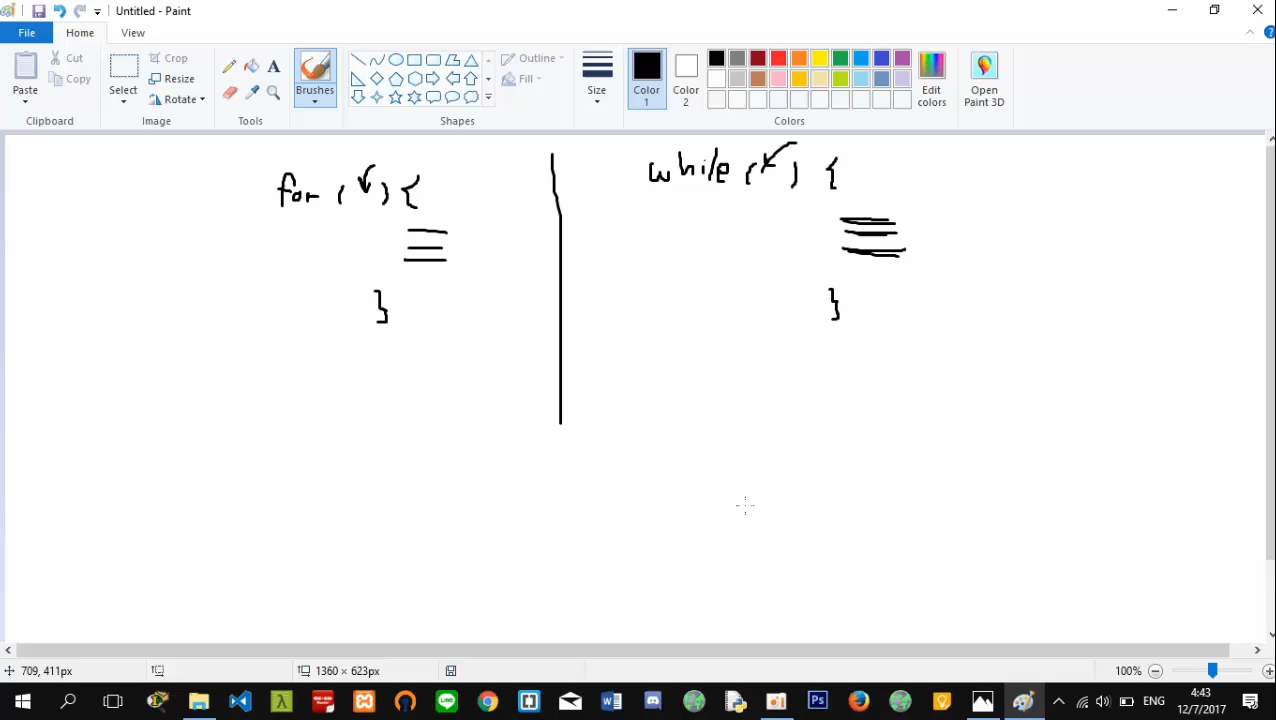 Untitled - Paint
File
Home
View
Paste
Cut
Copy
Clipboard
Select
Crop
Resize
Rotate
Image
A
Tools
Brushes
Outline
Fill
Shapes
Size
Color 1
Color 2
Edit colors
Open Paint 3D
Colors
for ( ) {
}
while ( ) {
}
709, 411px
1360 × 623px
100%
ENG
4:43
12/7/2017